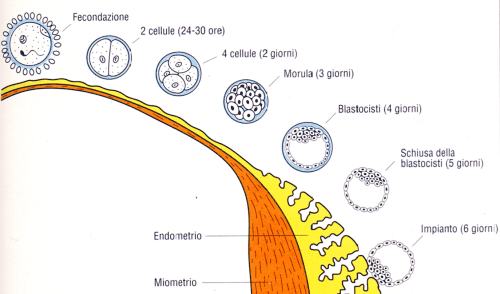 Fecondazione
2 cellule (24-30 ore)
4 cellule (2 giorni)
Morula (3 giorni)
Blastocisti (4 giorni)
Schiusa della
blastocisti (5 giorni)
Impianto (6 giorni)
Endometrio
Miometrio